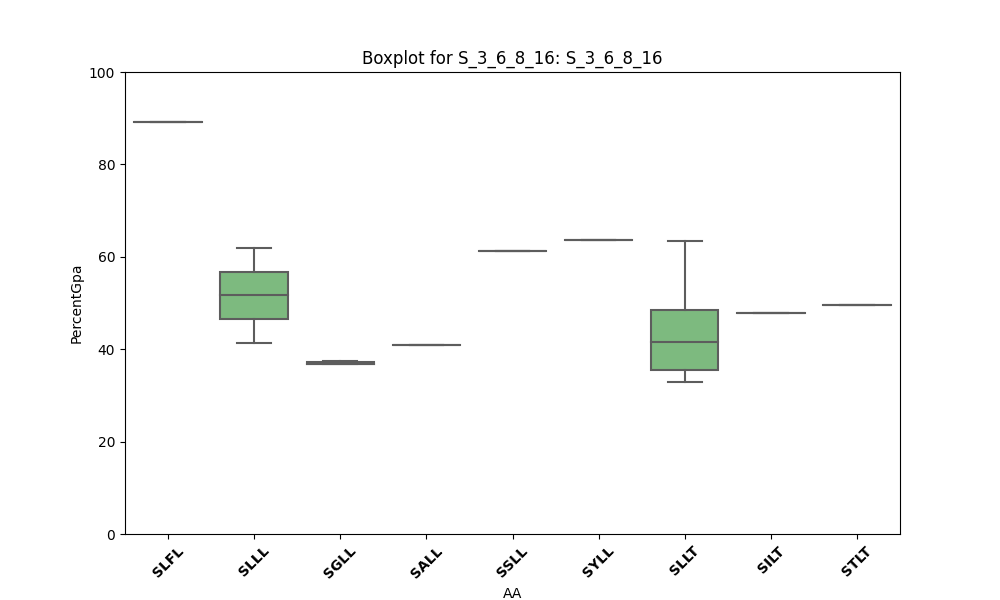 Boxplot for S_3_6_8_16: S_3_6_8_16
100
80
60
40
20
0
PercentGpa
SLFL SLLL SGLL SALL SSLL SYLL SLLT SILT STLT
AA